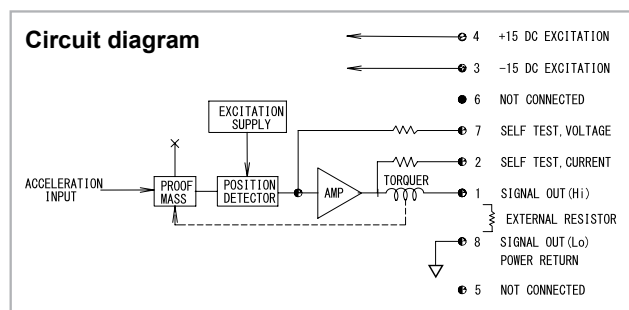 Circuit diagram
4 +15 DC EXCITATION
3 -15 DC EXCITATION
6 NOT CONNECTED
EXCITATION
SUPPLY
7 SELF TEST, VOLTAGE
2 SELF TEST, CURRENT
ACCELERATION
INPUT
PROOF
MASS
POSITION
DETECTOR
AMP
TORQUER
1 SIGNAL OUT(Hi)
EXTERNAL RESISTOR
8 SIGNAL OUT(Lo)
POWER RETURN
5 NOT CONNECTED